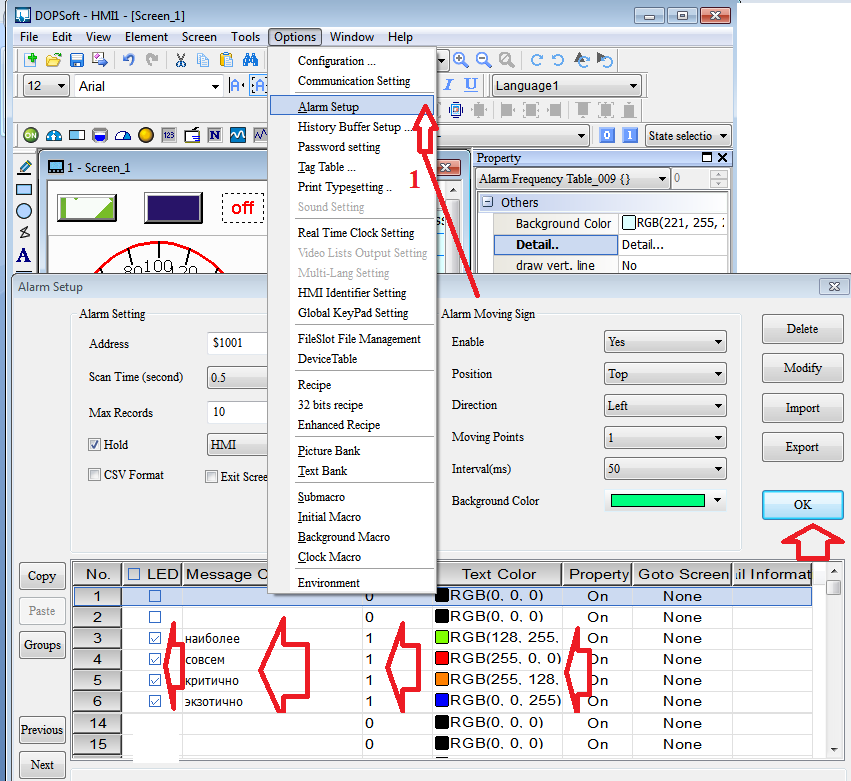 DOPSoft - HMI1 - [Screen_1]
File Edit View Element Screen Tools Options Window Help
12 Arial
Language1
State selectio
Configuration ...
Communication Setting
Alarm Setup
History Buffer Setup ..
Password setting
Tag Table ...
Print Typesetting ..
Sound Setting
Real Time Clock Setting
Video Lists Output Setting
Multi-Lang Setting
HMI Identifier Setting
Global KeyPad Setting
FileSlot File Management
DeviceTable
Recipe
32 bits recipe
Enhanced Recipe
Picture Bank
Text Bank
Submacro
Initial Macro
Background Macro
Clock Macro
Environment
1
1 - Screen_1
off
80 100 120
Property
Alarm Frequency Table_009 {} 0
Others
Background Color RGB(221, 255, 
Detail.. Detail...
draw vert. line No
Alarm Setup
Alarm Setting
Address $1001
Scan Time (second) 0.5
Max Records 10
Hold HMI
CSV Format Exit Scree
Alarm Moving Sign
Enable Yes
Position Top
Direction Left
Moving Points 1
Interval(ms) 50
Background Color
Delete
Modify
Import
Export
OK
Copy
Paste
Groups
Previous
Next
No. LED Message C Text Color Property Goto Screen il Informat
1 0 RGB(0, 0, 0) On None
2 0 RGB(0, 0, 0) On None
3 наиболее 1 RGB(128, 255, On None
4 совсем 1 RGB(255, 0, 0) On None
5 критично 1 RGB(255, 128, On None
6 экзотично 1 RGB(0, 0, 255) On None
14 0 RGB(0, 0, 0) On None
15 0 RGB(0, 0, 0) On None